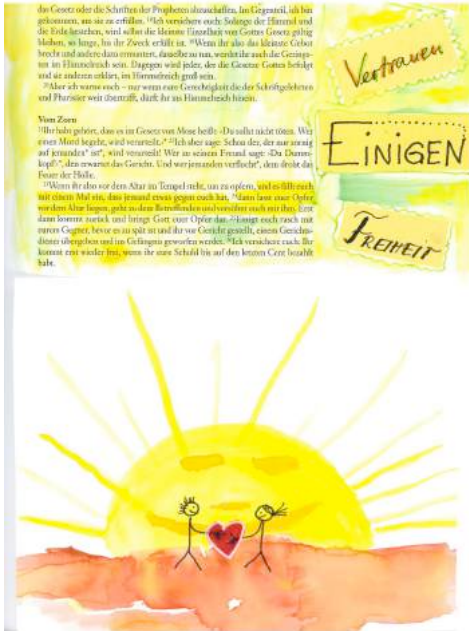 das Gesetz oder die Schriften der Propheten abzuschaffen. Im Gegenteil, ich bin
gekommen, um sie zu erfüllen. ¹⁸Ich versichere euch: Solange der Himmel und
die Erde bestehen, wird selbst die kleinste Einzelheit von Gottes Gesetz gültig
bleiben, so lange, bis ihr Zweck erfüllt ist. ¹⁹Wenn ihr also das kleinste Gebot
brecht und andere dazu ermuntert, dasselbe zu tun, werdet ihr auch die Gerings-
ten im Himmelreich sein. Dagegen wird jeder, der die Gesetze Gottes befolgt
und sie anderen erklärt, im Himmelreich groß sein.
²⁰Aber ich warne euch – nur wenn eure Gerechtigkeit die der Schriftgelehrten
und Pharisäer weit übertrifft, dürft ihr ins Himmelreich hinein.
Vom Zorn
²¹Ihr habt gehört, dass es im Gesetz von Mose heißt: ›Du sollst nicht töten. Wer
einen Mord begeht, wird verurteilt.‹* ²²Ich aber sage: Schon der, der nur zornig
auf jemanden* ist*, wird verurteilt! Wer zu seinem Freund sagt: ›Du Dumm-
kopf!‹*, den erwartet das Gericht. Und wer jemanden verflucht*, dem droht das
Feuer der Hölle.
²³Wenn ihr also vor dem Altar im Tempel steht, um zu opfern, und es fällt euch
mit einem Mal ein, dass jemand etwas gegen euch hat, ²⁴dann lasst euer Opfer
vor dem Altar liegen, geht zu dem Betreffenden und versöhnt euch mit ihm. Erst
dann kommt zurück und bringt Gott euer Opfer dar. ²⁵Einigt euch rasch mit
eurem Gegner, bevor es zu spät ist und ihr vor Gericht gestellt, einem Gerichts-
diener übergeben und ins Gefängnis geworfen werdet. ²⁶Ich versichere euch: Ihr
kommt erst wieder frei, wenn ihr eure Schuld bis auf den letzten Cent bezahlt
habt.
Vertrauen
EINIGEN
FREIHEIT